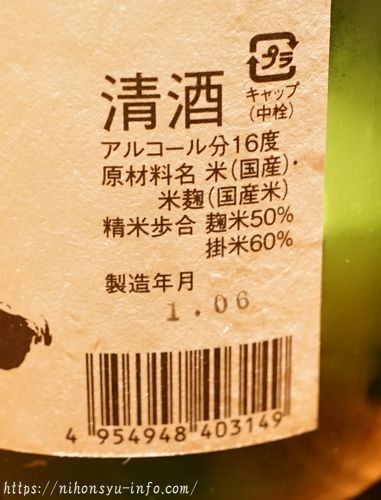 清酒
プラ
キャップ
(中栓)
アルコール分16度
原材料名 米(国産)・
米麹(国産米)
精米歩合 麹米50%
掛米60%
製造年月
1.06
4 954948 403149
https://nihonsyu-info.com/